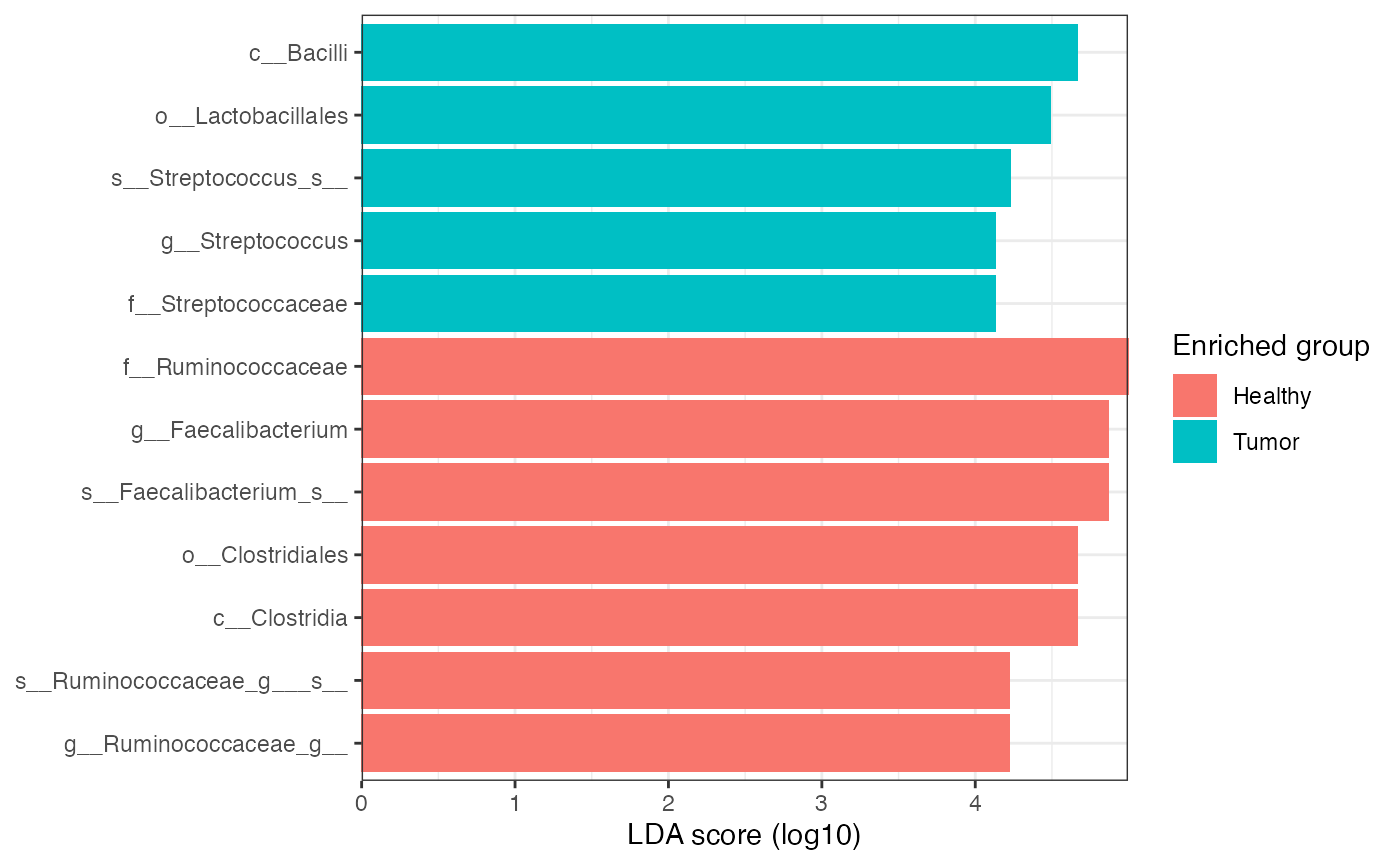 c__Bacilli
o__Lactobacillales
s__Streptococcus_s__
g__Streptococcus
f__Streptococcaceae
f__Ruminococcaceae
g__Faecalibacterium
s__Faecalibacterium_s__
o__Clostridiales
c__Clostridia
s__Ruminococcaceae_g___s__
g__Ruminococcaceae_g__
0 1 2 3 4
LDA score (log10)
Enriched group
Healthy
Tumor